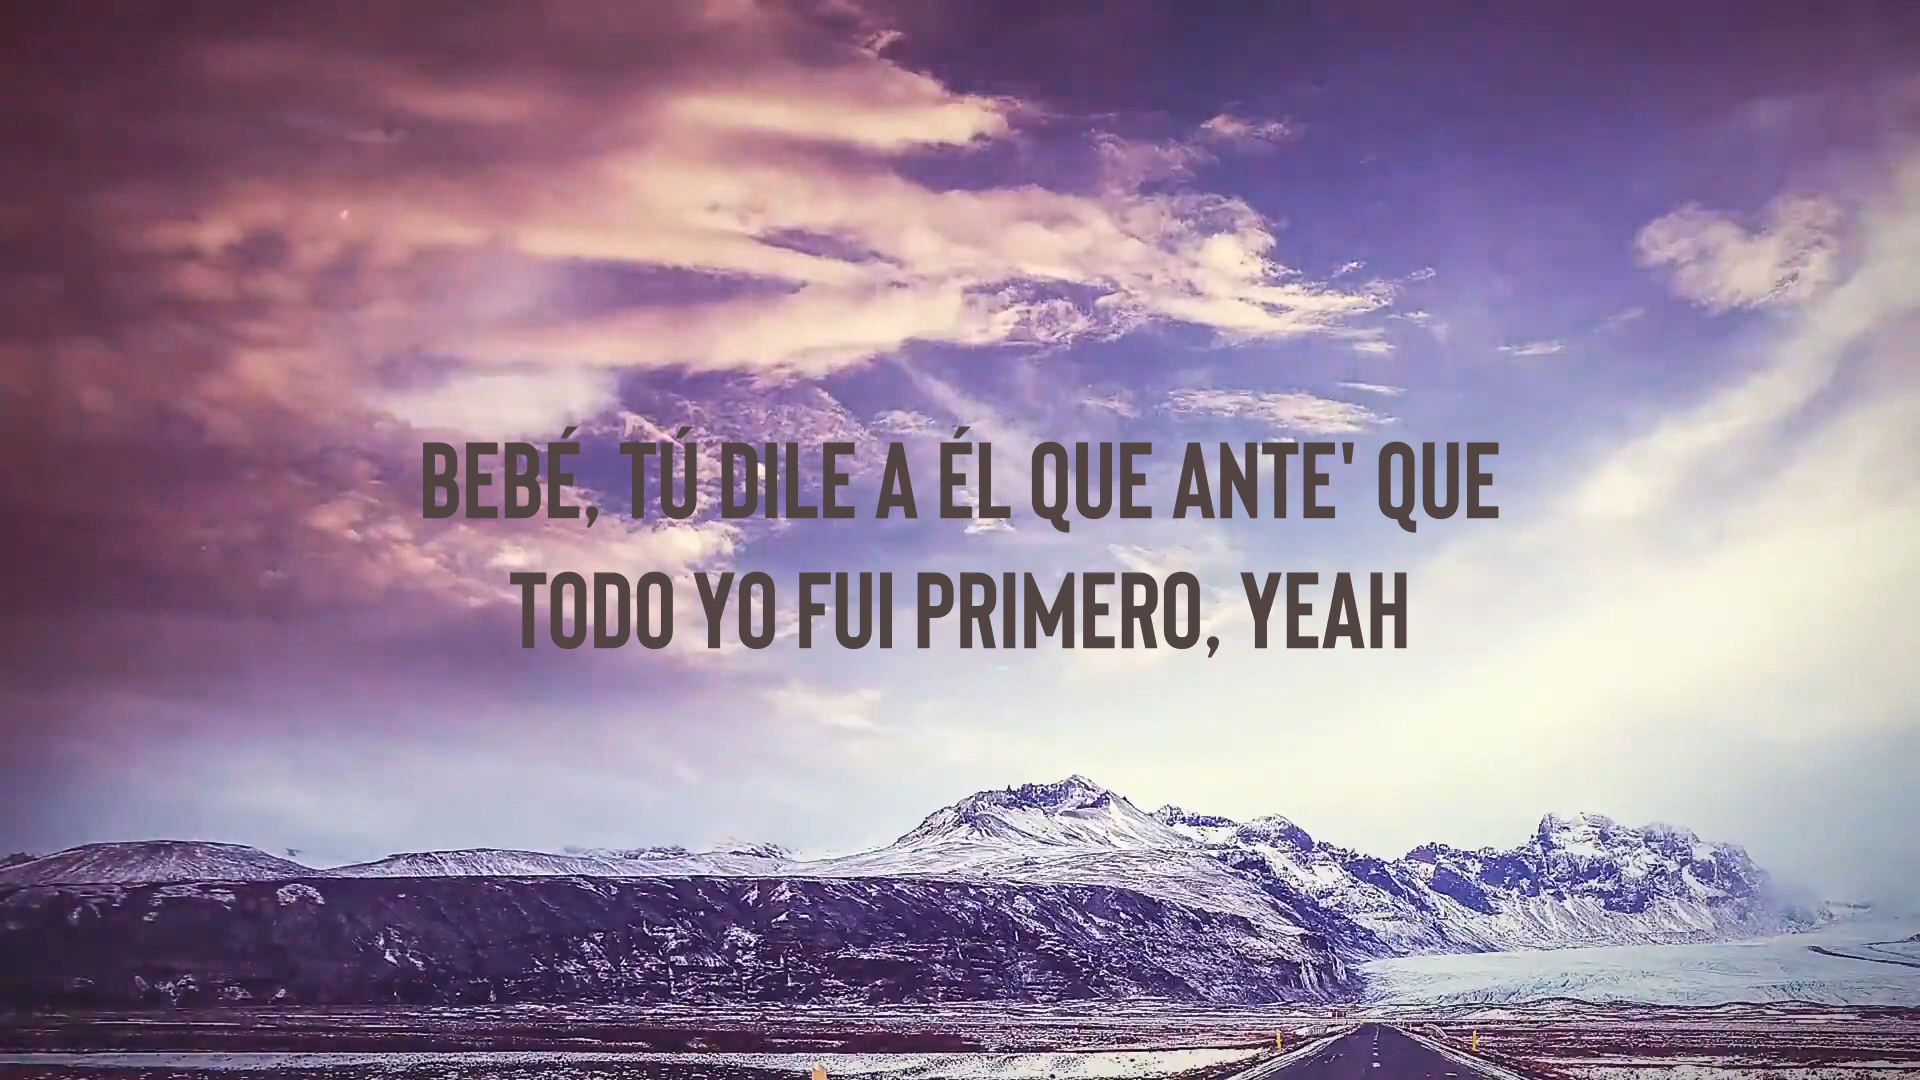 BEBÉ, TÚ DILE A ÉL QUE ANTE' QUE
TODO YO FUI PRIMERO, YEAH